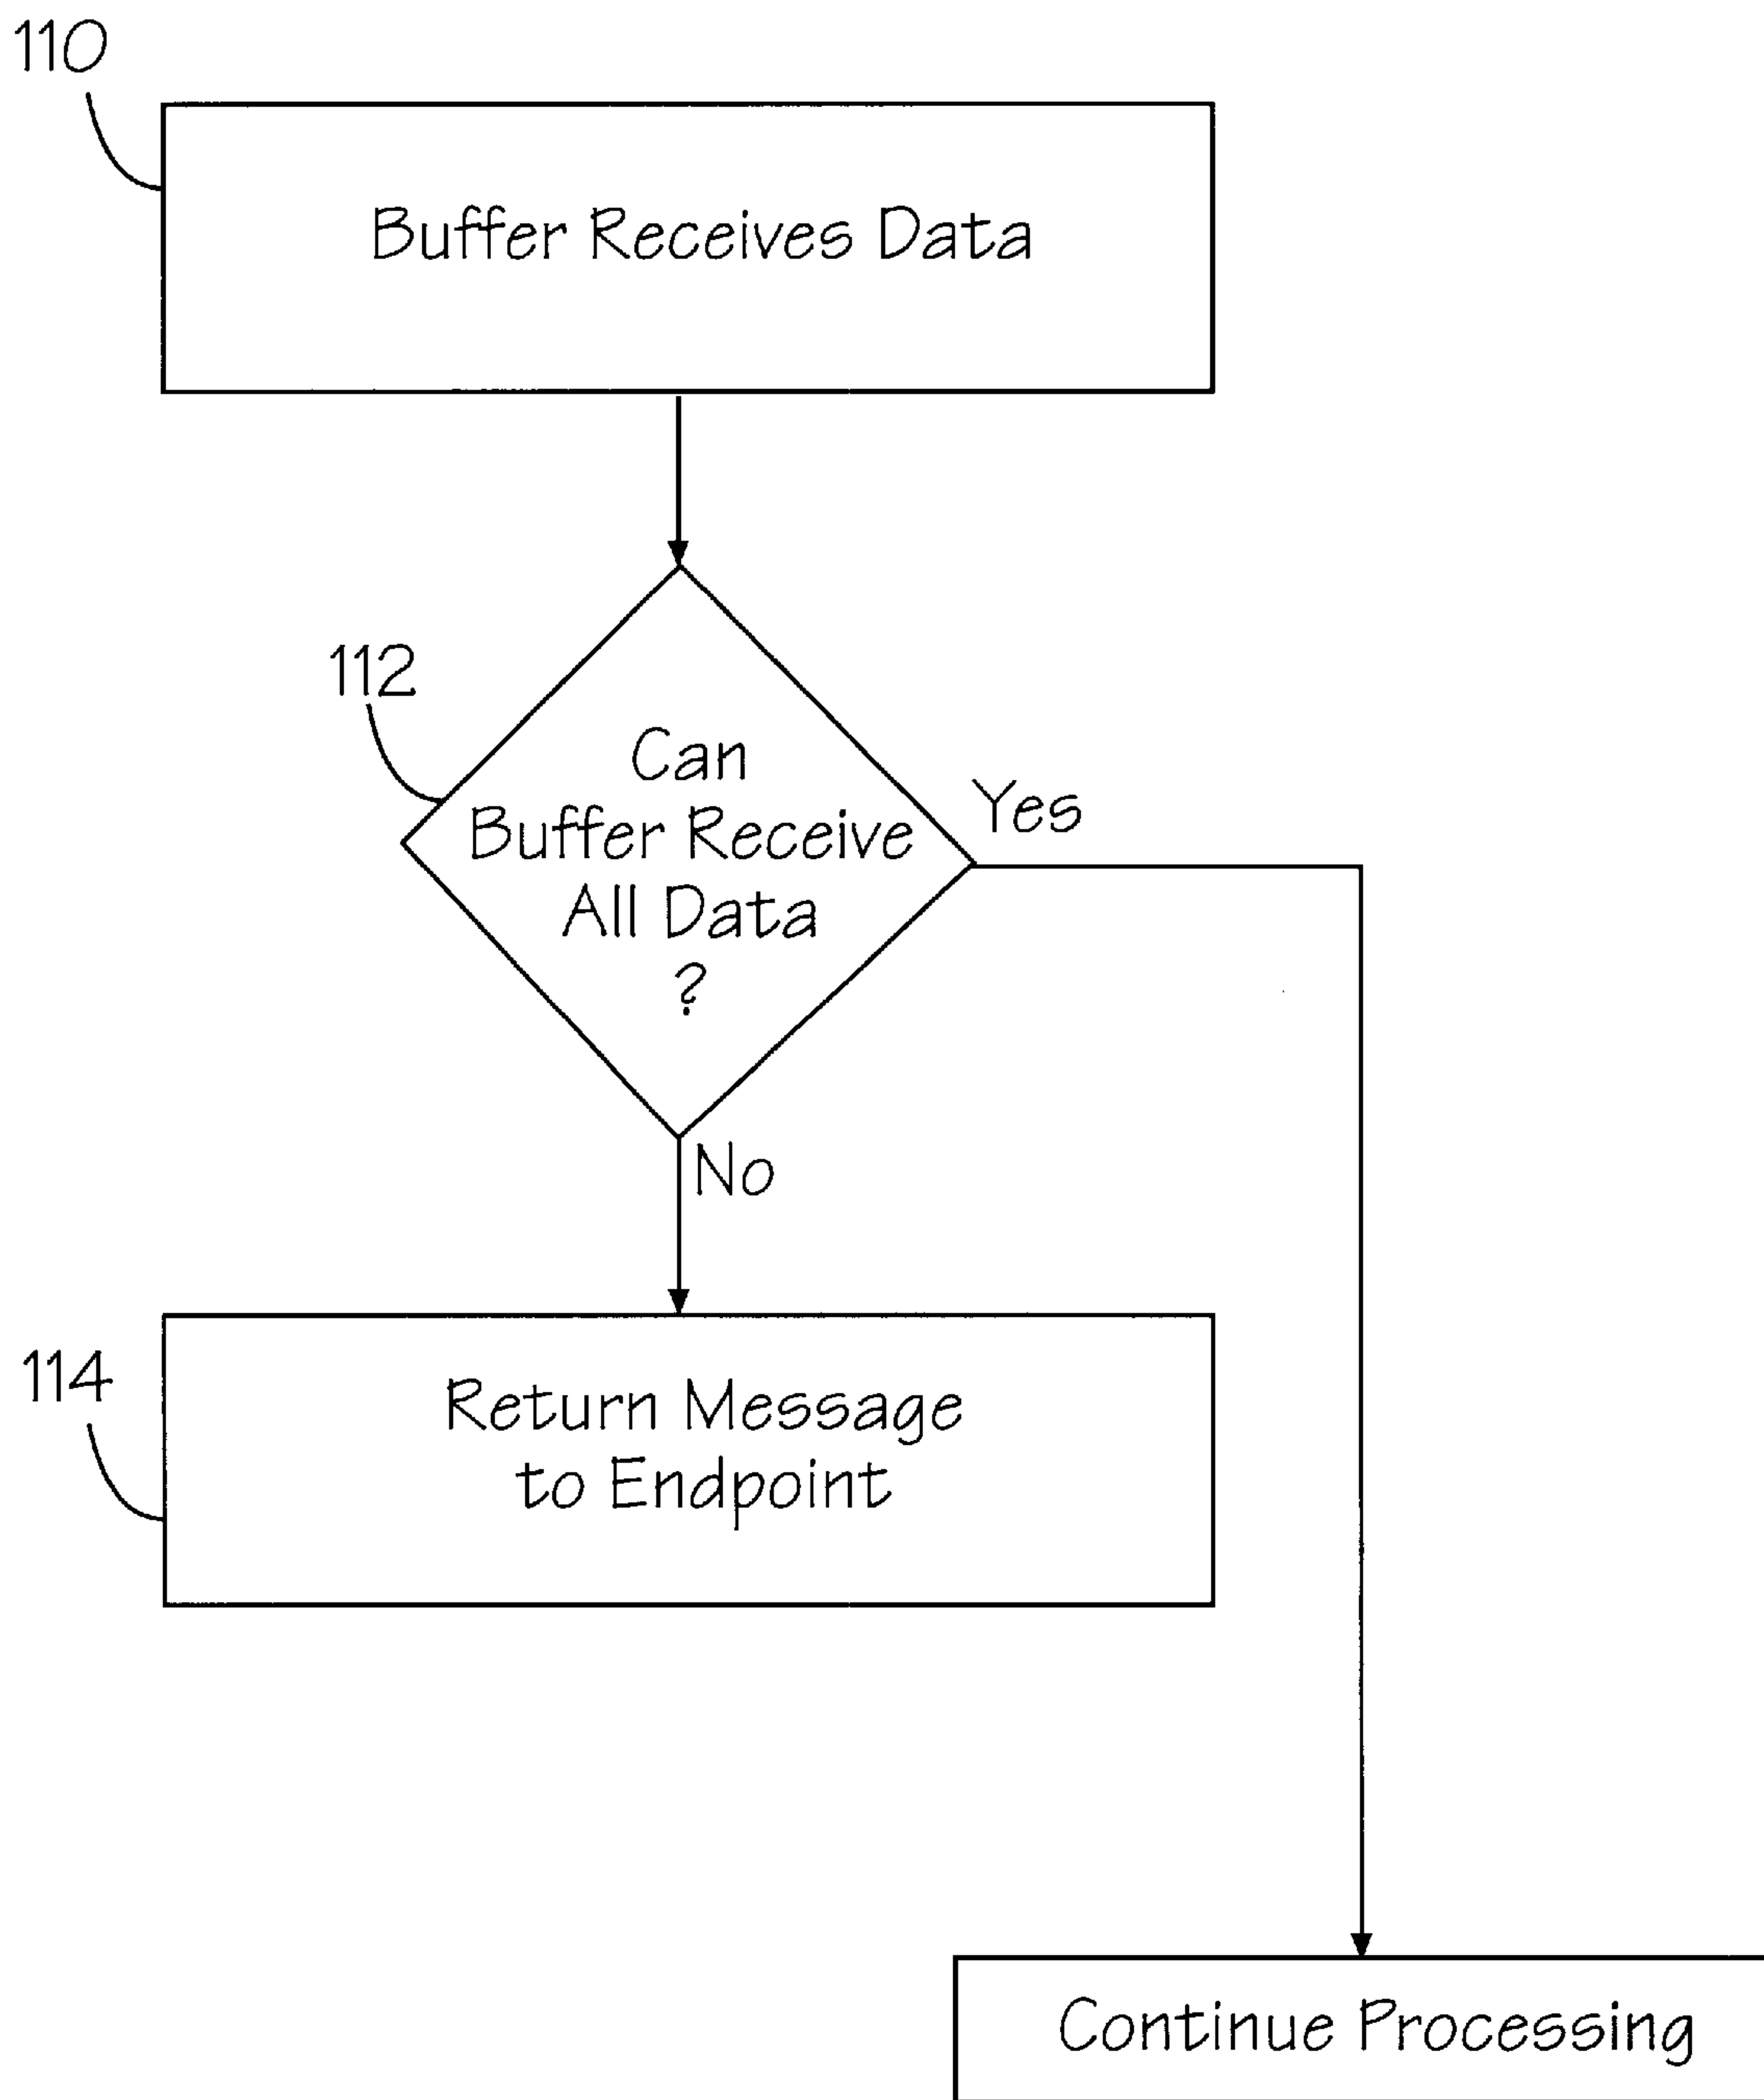 110
Buffer Receives Data
112
Can
Buffer Receive
All Data
?
Yes
No
114
Return Message
to Endpoint
Continue Processing